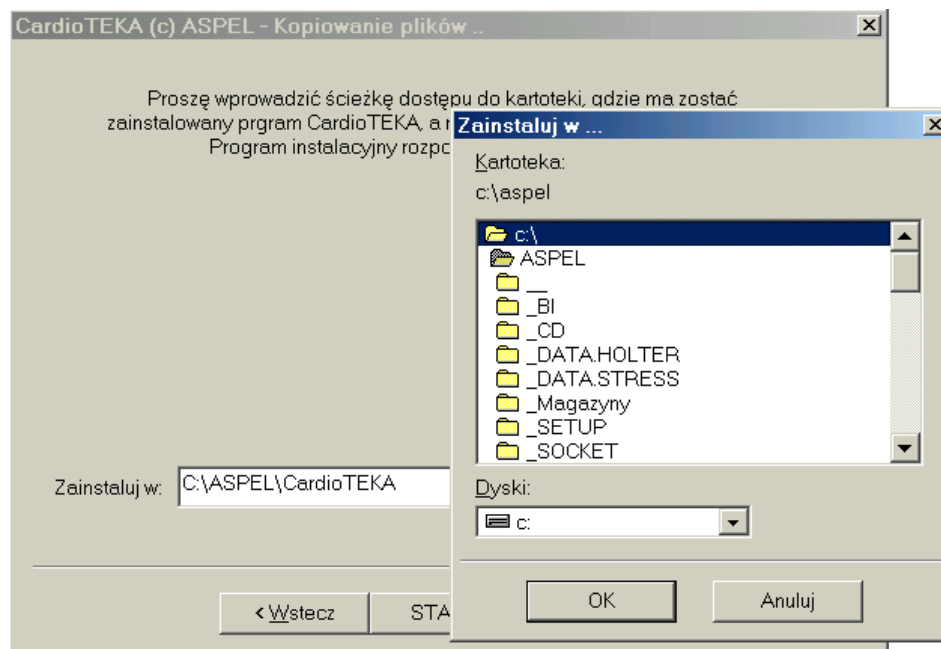 CardioTEKA (c) ASPEL - Kopiowanie plików ..
Proszę wprowadzić ścieżkę dostępu do kartoteki, gdzie ma zostać
zainstalowany prgram CardioTEKA, a
Program instalacyjny
Zainstaluj w:
C:\ASPEL\CardioTEKA
< Wstecz
Zainstaluj w ...
Kartoteka:
c:\aspel
c:\
ASPEL
__
_BI
_CD
_DATA.HOLTER
_DATA.STRESS
_Magazyny
_SETUP
_SOCKET
Dyski:
c:
OK
Anuluj